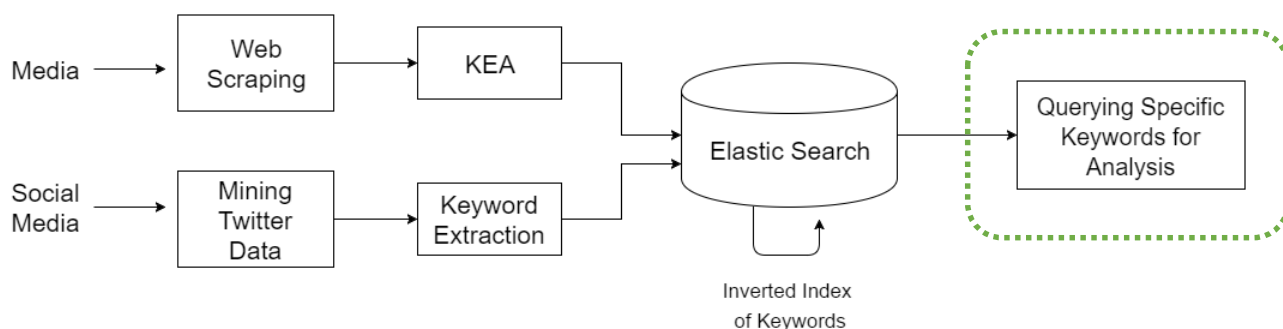 Media
Web
Scraping
KEA
Social
Media
Mining
Twitter
Data
Keyword
Extraction
Elastic Search
Inverted Index
of Keywords
Querying Specific
Keywords for
Analysis